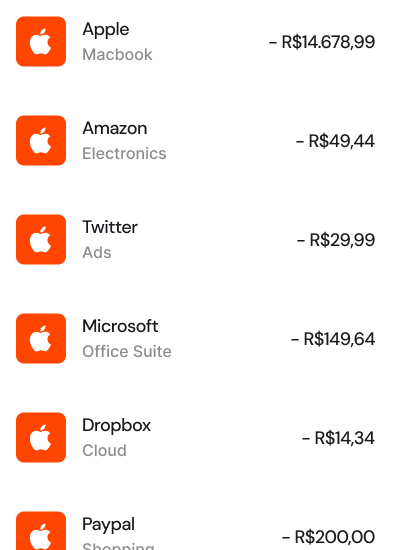 Apple
Macbook
- R$14.678,99
Amazon
Electronics
- R$49,44
Twitter
Ads
- R$29,99
Microsoft
Office Suite
- R$149,64
Dropbox
Cloud
- R$14,34
Paypal
Shopping
- R$200,00